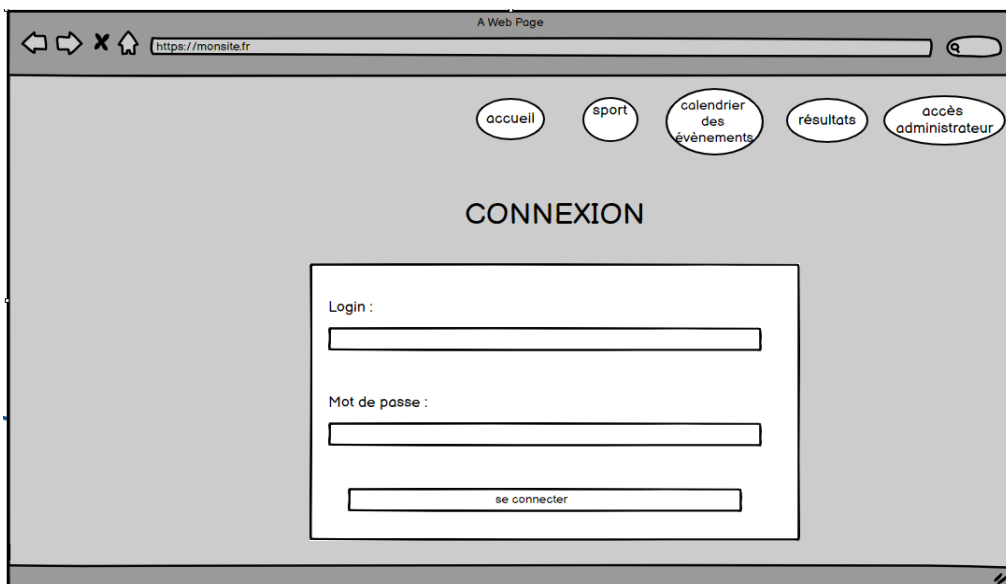 A Web Page
https://monsite.fr
accueil
sport
calendrier
des
évènements
résultats
accès
administrateur
CONNEXION
Login :
Mot de passe :
se connecter